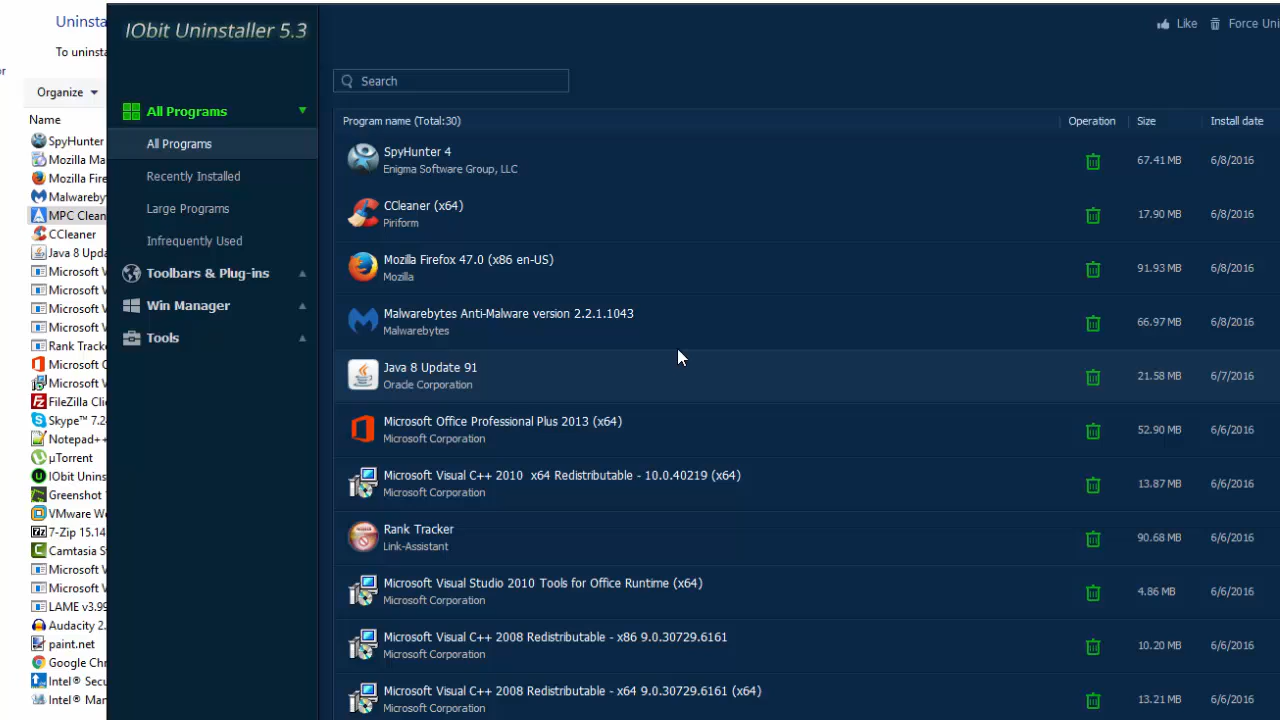 Uninsta
To uninsta
or
Organize
Name
SpyHunter
Mozilla Ma
Mozilla Fire
Malwareby
MPC Clean
CCleaner
Java 8 Upda
Microsoft V
Microsoft V
Microsoft V
Microsoft V
Rank Tracke
Microsoft O
Microsoft V
FileZilla Cli
Skype™ 7.2
Notepad++
µTorrent
IObit Unins
Greenshot
VMware W
7-Zip 15.14
Camtasia S
Microsoft V
Microsoft V
LAME v3.99
Audacity 2.
paint.net
Google Chr
Intel® Secu
Intel® Man
IObit Uninstaller 5.3
All Programs
All Programs
Recently Installed
Large Programs
Infrequently Used
Toolbars & Plug-ins
Win Manager
Tools
Like Force Uni
Search
Program name (Total:30) Operation Size Install date
SpyHunter 4
Enigma Software Group, LLC
67.41 MB 6/8/2016
CCleaner (x64)
Piriform
17.90 MB 6/8/2016
Mozilla Firefox 47.0 (x86 en-US)
Mozilla
91.93 MB 6/8/2016
Malwarebytes Anti-Malware version 2.2.1.1043
Malwarebytes
66.97 MB 6/8/2016
Java 8 Update 91
Oracle Corporation
21.58 MB 6/7/2016
Microsoft Office Professional Plus 2013 (x64)
Microsoft Corporation
52.90 MB 6/6/2016
Microsoft Visual C++ 2010 x64 Redistributable - 10.0.40219 (x64)
Microsoft Corporation
13.87 MB 6/6/2016
Rank Tracker
Link-Assistant
90.68 MB 6/6/2016
Microsoft Visual Studio 2010 Tools for Office Runtime (x64)
Microsoft Corporation
4.86 MB 6/6/2016
Microsoft Visual C++ 2008 Redistributable - x86 9.0.30729.6161
Microsoft Corporation
10.20 MB 6/6/2016
Microsoft Visual C++ 2008 Redistributable - x64 9.0.30729.6161 (x64)
Microsoft Corporation
13.21 MB 6/6/2016